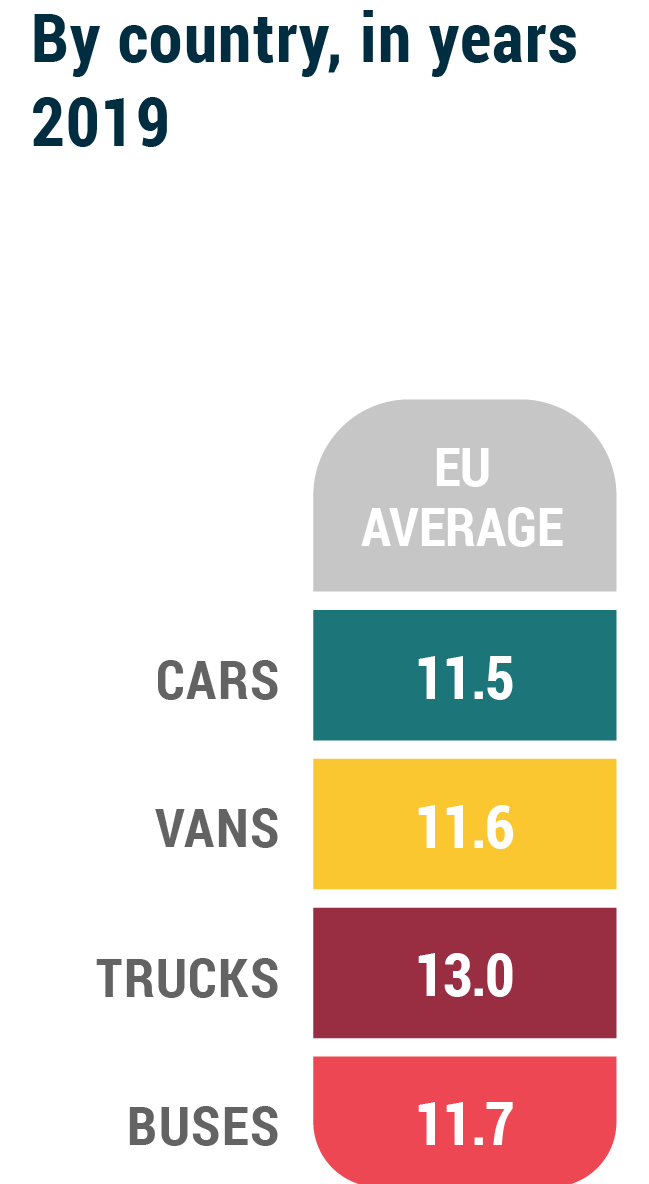 By country, in years
2019
EU
AVERAGE
CARS 11.5
VANS 11.6
TRUCKS 13.0
BUSES 11.7